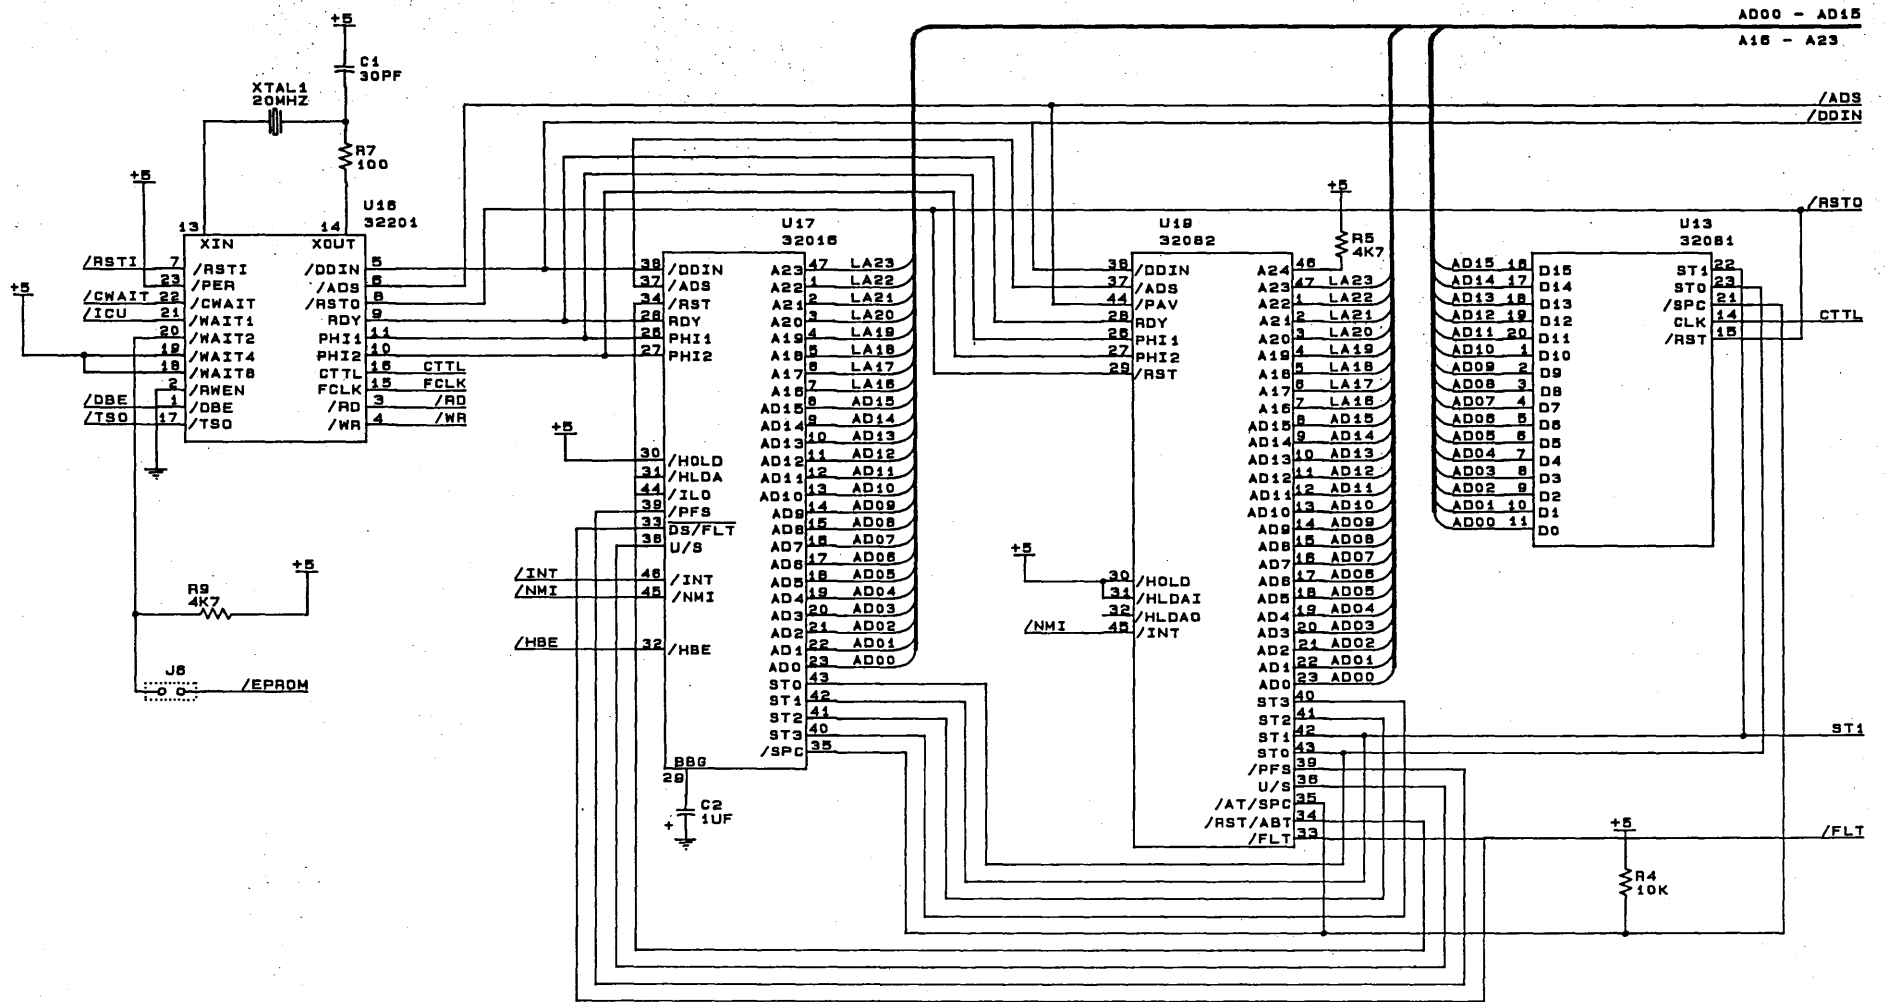 AD00 - AD15
A16 - A23
+5
C1
30PF
XTAL1
20MHZ
R7
100
/ADS
/DDIN
/RSTO
+5
+5
U16
32201
13
14
XIN
XOUT
/RSTI 7 /RSTI
23 /PER
/CWAIT 22 /CWAIT
/ICU 21 /WAIT1
20 /WAIT2
19 /WAIT4
18 /WAIT8
2 /RWEN
/DBE 1 /DBE
/TSO 17 /TSO
/DDIN 5
/ADS 6
/RSTO 8
RDY 9
PHI1 11
PHI2 10
CTTL 16 CTTL
FCLK 15 FCLK
/RD 3 /RD
/WR 4 /WR
R9
4K7
+5
J6
/EPROM
U17
32016
38 /DDIN
37 /ADS
34 /RST
28 RDY
26 PHI1
27 PHI2
+5
30 /HOLD
31 /HLDA
44 /ILO
39 /PFS
33 DS/FLT
38 U/S
/INT 46 /INT
/NMI 45 /NMI
/HBE 32 /HBE
A23 47 LA23
A22 1 LA22
A21 2 LA21
A20 3 LA20
A19 4 LA19
A18 5 LA18
A17 6 LA17
A16 7 LA16
AD15 8 AD15
AD14 9 AD14
AD13 10 AD13
AD12 11 AD12
AD11 12 AD11
AD10 13 AD10
AD9 14 AD09
AD8 15 AD08
AD7 16 AD07
AD6 17 AD06
AD5 18 AD05
AD4 19 AD04
AD3 20 AD03
AD2 21 AD02
AD1 22 AD01
AD0 23 AD00
ST0 43
ST1 42
ST2 41
ST3 40
/SPC 35
BBG
29
C2
1UF
+
U19
32082
+5
R5
4K7
38 /DDIN
37 /ADS
44 /PAV
28 RDY
26 PHI1
27 PHI2
29 /RST
+5
30 /HOLD
31 /HLDAI
32 /HLDAO
/NMI 45 /INT
A24 46
A23 47 LA23
A22 1 LA22
A21 2 LA21
A20 3 LA20
A19 4 LA19
A18 5 LA18
A17 6 LA17
A16 7 LA16
AD15 8 AD15
AD14 9 AD14
AD13 10 AD13
AD12 11 AD12
AD11 12 AD11
AD10 13 AD10
AD9 14 AD09
AD8 15 AD08
AD7 16 AD07
AD6 17 AD06
AD5 18 AD05
AD4 19 AD04
AD3 20 AD03
AD2 21 AD02
AD1 22 AD01
AD0 23 AD00
ST3 40
ST2 41
ST1 42
ST0 43
/PFS 39
U/S 36
/AT/SPC 35
/RST/ABT 34
/FLT 33
U13
32081
AD15 16 D15
AD14 17 D14
AD13 18 D13
AD12 19 D12
AD11 20 D11
AD10 1 D10
AD09 2 D9
AD08 3 D8
AD07 4 D7
AD06 5 D6
AD05 6 D5
AD04 7 D4
AD03 8 D3
AD02 9 D2
AD01 10 D1
AD00 11 D0
ST1 22
ST0 23
/SPC 21
CLK 14
/RST 15
CTTL
ST1
/FLT
+5
R4
10K